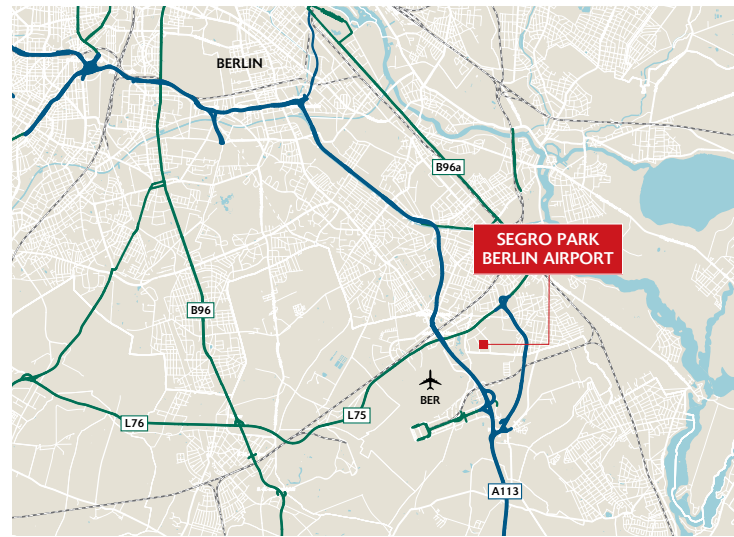 BERLIN
B96a
SEGRO PARK
BERLIN AIRPORT
B96
BER
L75
L76
A113